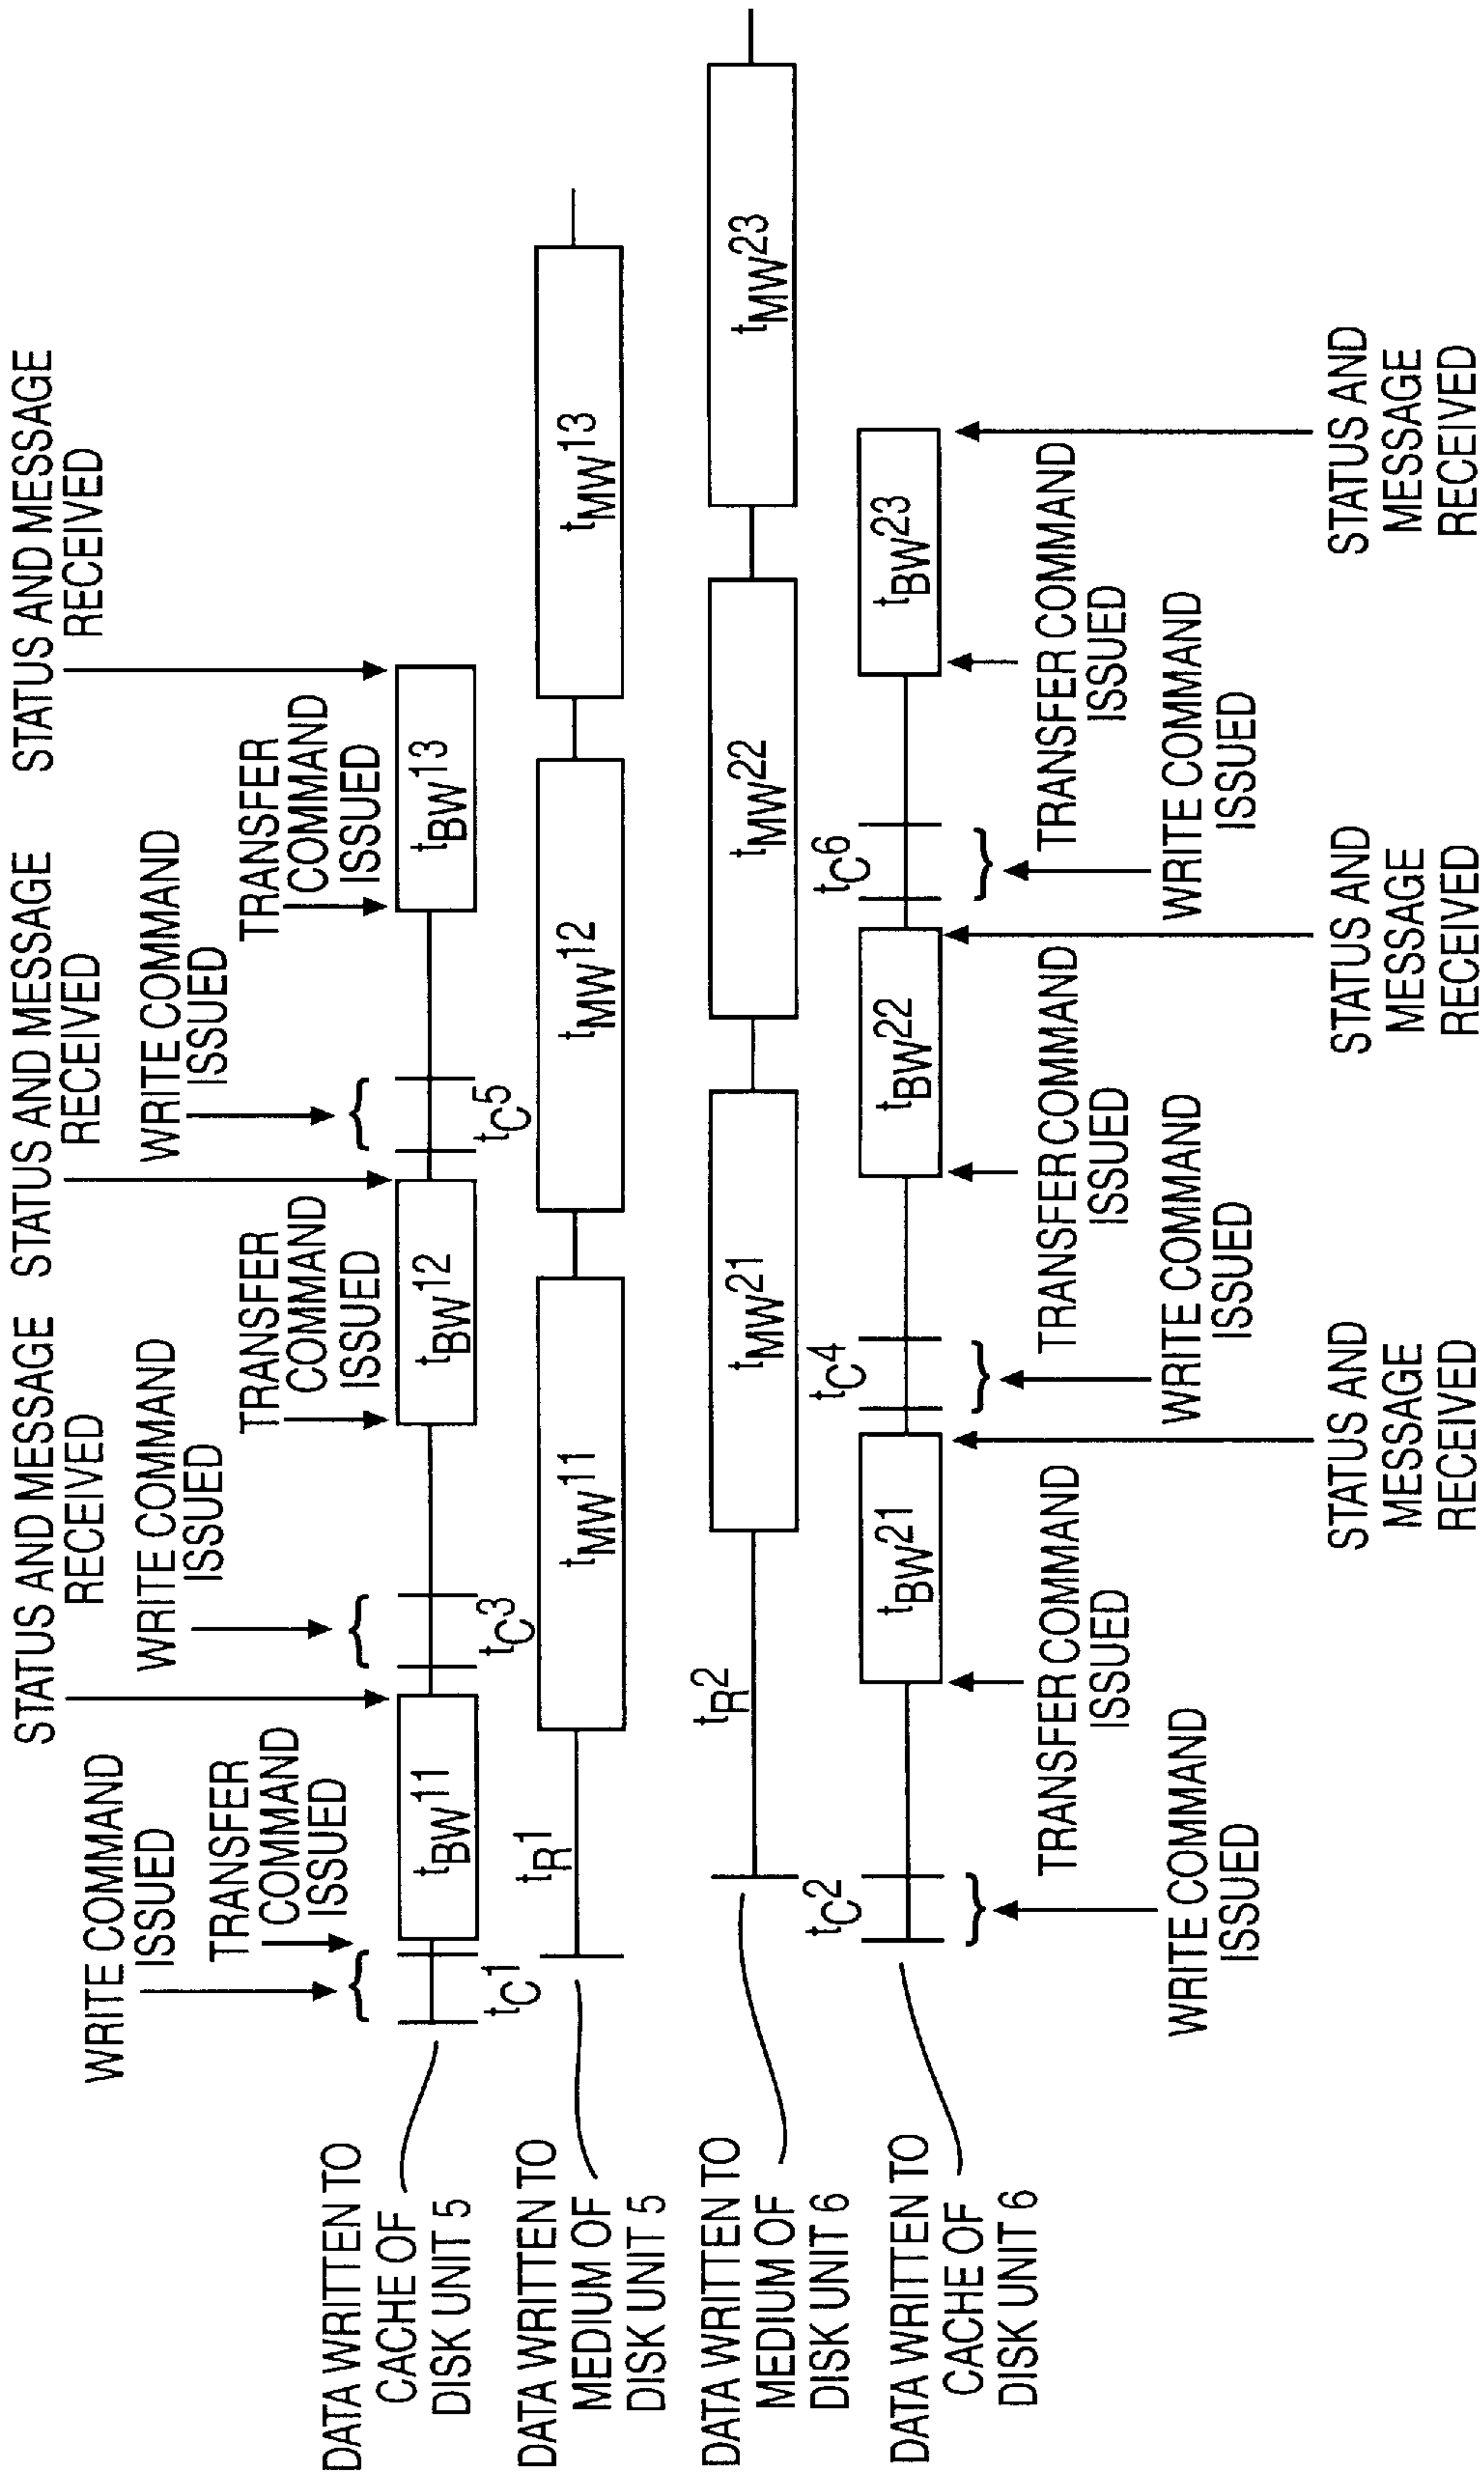 STATUS AND MESSAGE
RECEIVED
STATUS AND MESSAGE
RECEIVED
STATUS AND MESSAGE
RECEIVED
WRITE COMMAND
ISSUED
WRITE COMMAND
ISSUED
WRITE COMMAND
ISSUED
TRANSFER
COMMAND
ISSUED
TRANSFER
COMMAND
ISSUED
TRANSFER
COMMAND
ISSUED
DATA WRITTEN TO
CACHE OF
DISK UNIT 5
tBW11
tBW12
tBW13
tC1
tC3
tC5
DATA WRITTEN TO
MEDIUM OF
DISK UNIT 5
tR1
tMW11
tMW12
tMW13
DATA WRITTEN TO
MEDIUM OF
DISK UNIT 6
tR2
tMW21
tMW22
tMW23
DATA WRITTEN TO
CACHE OF
DISK UNIT 6
tC2
tC4
tC6
tBW21
tBW22
tBW23
TRANSFER COMMAND
ISSUED
TRANSFER COMMAND
ISSUED
TRANSFER COMMAND
ISSUED
WRITE COMMAND
ISSUED
WRITE COMMAND
ISSUED
WRITE COMMAND
ISSUED
STATUS AND
MESSAGE
RECEIVED
STATUS AND
MESSAGE
RECEIVED
STATUS AND
MESSAGE
RECEIVED